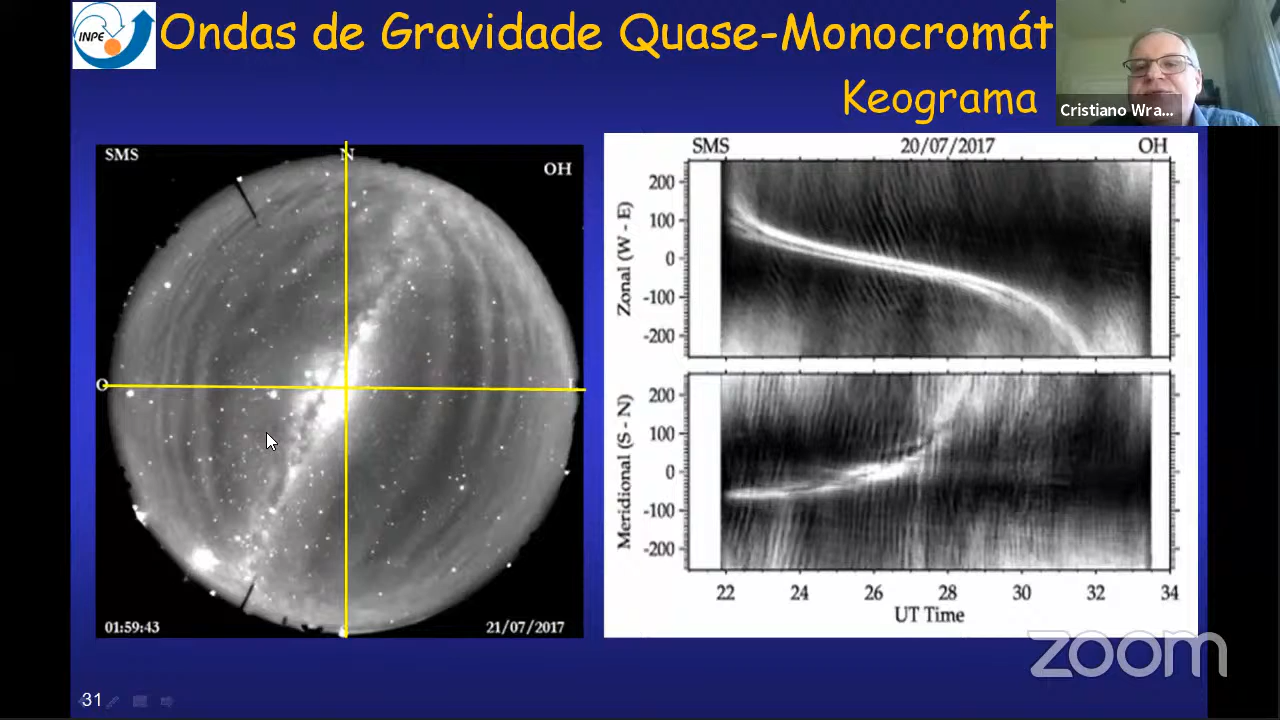 INPE
Ondas de Gravidade Quase-Monocromát
Keograma
Cristiano Wra...
SMS
N
OH
O
L
S
01:59:43
21/07/2017
SMS
20/07/2017
OH
Zonal (W - E)
200
100
0
-100
-200
Meridional (S - N)
200
100
0
-100
-200
22
24
26
28
30
32
34
UT Time
zoom
31